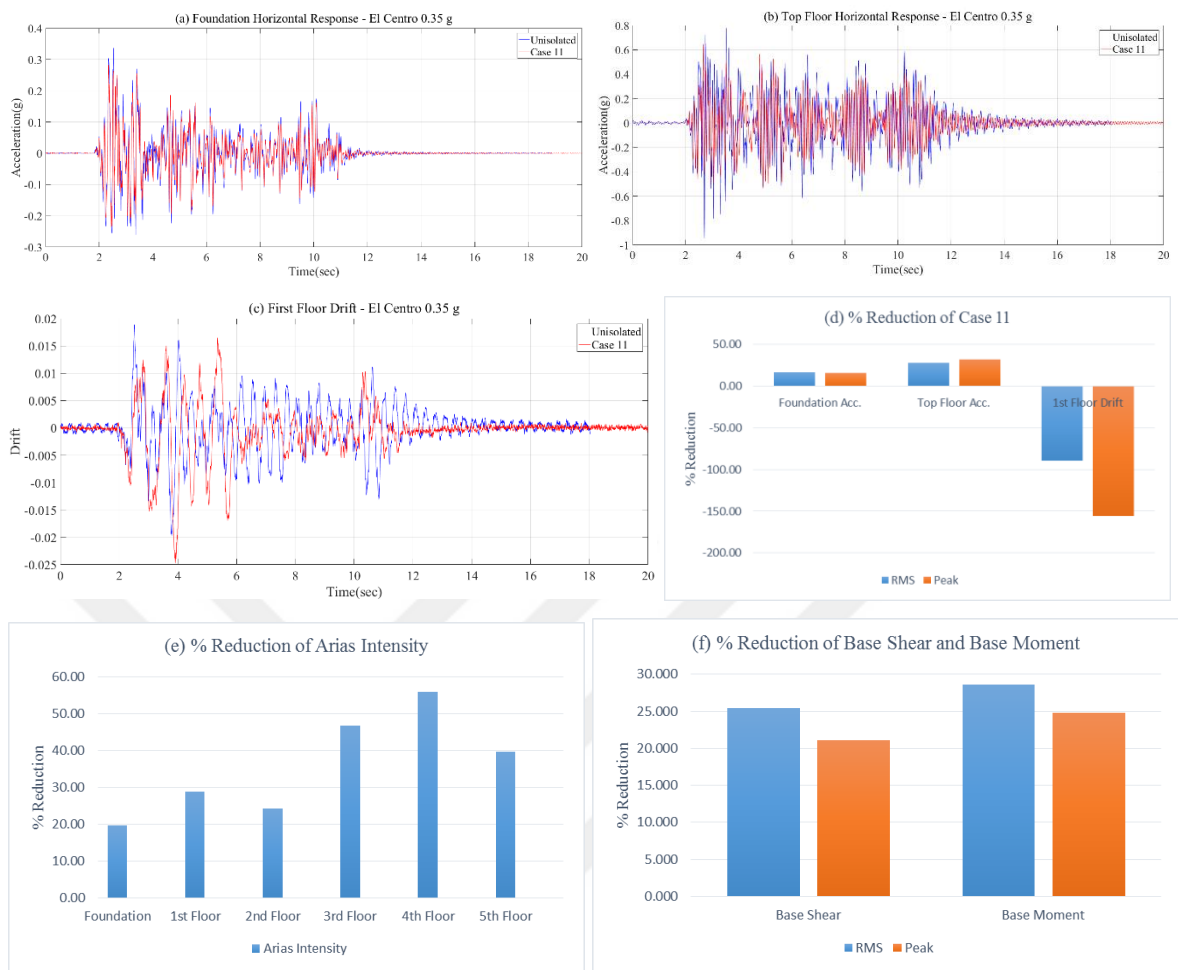 (a) Foundation Horizontal Response - El Centro 0.35 g
0.4
0.3
0.2
0.1
0
-0.1
-0.2
-0.3
Acceleration(g)
Unisolated
Case 11
0 2 4 6 8 10 12 14 16 18 20
Time(sec)
(b) Top Floor Horizontal Response - El Centro 0.35 g
0.8
0.6
0.4
0.2
0
-0.2
-0.4
-0.6
-0.8
-1
Acceleration(g)
Unisolated
Case 11
0 2 4 6 8 10 12 14 16 18 20
Time(sec)
(c) First Floor Drift - El Centro 0.35 g
0.02
0.015
0.01
0.005
0
-0.005
-0.01
-0.015
-0.02
-0.025
Drift
Unisolated
Case 11
0 2 4 6 8 10 12 14 16 18 20
Time(sec)
(d) % Reduction of Case 11
50.00
0.00
-50.00
-100.00
-150.00
-200.00
% Reduction
Foundation Acc. Top Floor Acc. 1st Floor Drift
RMS Peak
(e) % Reduction of Arias Intensity
60.00
50.00
40.00
30.00
20.00
10.00
0.00
% Reduction
Foundation 1st Floor 2nd Floor 3rd Floor 4th Floor 5th Floor
Arias Intensity
(f) % Reduction of Base Shear and Base Moment
30.000
25.000
20.000
15.000
10.000
5.000
0.000
% Reduction
Base Shear Base Moment
RMS Peak